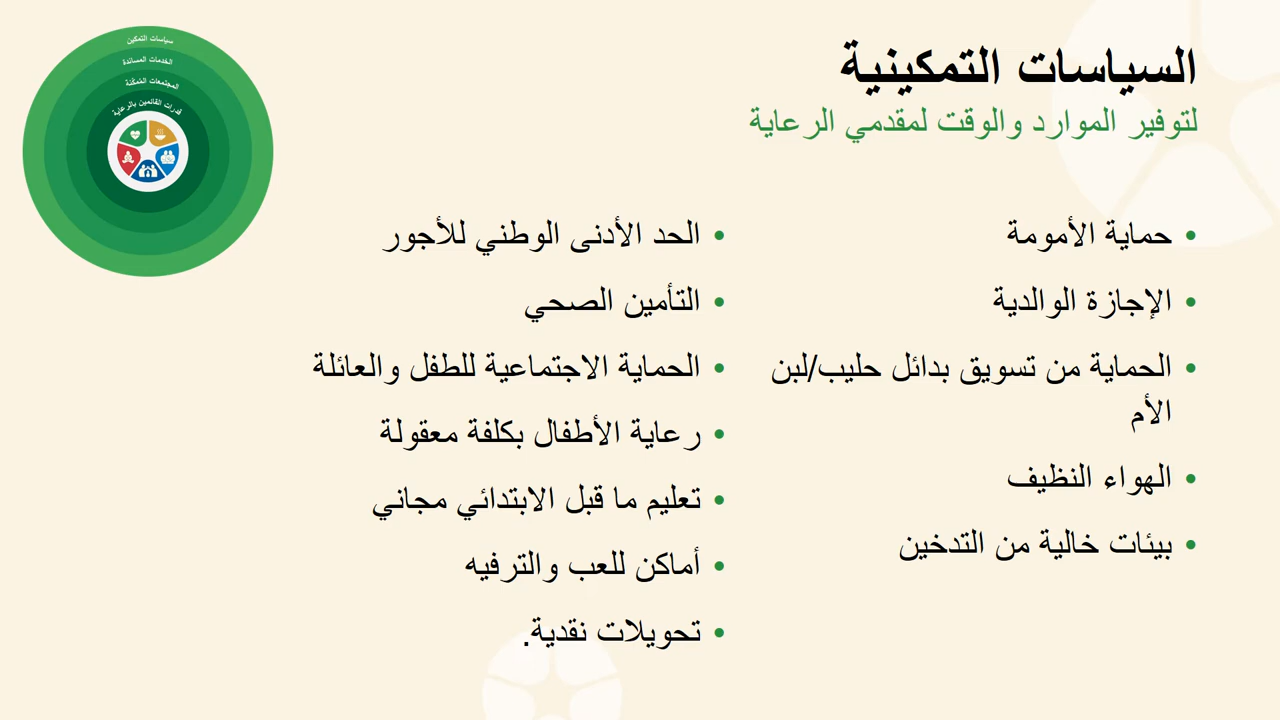 السياسات التمكينية
لتوفير الموارد والوقت لمقدمي الرعاية
حماية الأمومة
الإجازة الوالدية
الحماية من تسويق بدائل حليب/لبن
الأم
الهواء النظيف
بيئات خالية من التدخين
الحد الأدنى الوطني للأجور
التأمين الصحي
الحماية الاجتماعية للطفل والعائلة
رعاية الأطفال بكلفة معقولة
تعليم ما قبل الابتدائي مجاني
أماكن للعب والترفيه
تحويلات نقدية.
سياسات التمكين
الخدمات المساندة
المجتمعات المُمَكّنة
قدرات القائمين بالرعاية